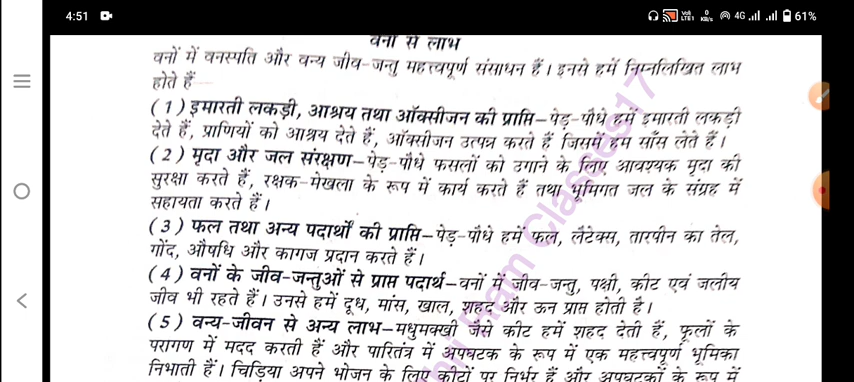 4:51
4G 61%
वनों से लाभ
वनों में वनस्पति और वन्य जीव-जन्तु महत्त्वपूर्ण संसाधन हैं। इनसे हमें निम्नलिखित लाभ
होते हैं–
(1) इमारती लकड़ी, आश्रय तथा ऑक्सीजन की प्राप्ति–पेड़-पौधे हमें इमारती लकड़ी
देते हैं, प्राणियों को आश्रय देते हैं, ऑक्सीजन उत्पन्न करते हैं जिसमें हम साँस लेते हैं।
(2) मृदा और जल संरक्षण–पेड़-पौधे फसलों को उगाने के लिए आवश्यक मृदा की
सुरक्षा करते हैं, रक्षक-मेखला के रूप में कार्य करते हैं तथा भूमिगत जल के संग्रह में
सहायता करते हैं।
(3) फल तथा अन्य पदार्थों की प्राप्ति–पेड़-पौधे हमें फल, लैटेक्स, तारपीन का तेल,
गोंद, औषधि और कागज प्रदान करते हैं।
(4) वनों के जीव-जन्तुओं से प्राप्त पदार्थ–वनों में जीव-जन्तु, पक्षी, कीट एवं जलीय
जीव भी रहते हैं। उनसे हमें दूध, मांस, खाल, शहद और ऊन प्राप्त होती है।
(5) वन्य-जीवन से अन्य लाभ–मधुमक्खी जैसे कीट हमें शहद देती हैं, फूलों के
परागण में मदद करती हैं और पारितंत्र में अपघटक के रूप में एक महत्त्वपूर्ण भूमिका
निभाती हैं। चिड़िया अपने भोजन के लिए कीटों पर निर्भर हैं और अपघटकों के रूप में
Ram Classes17